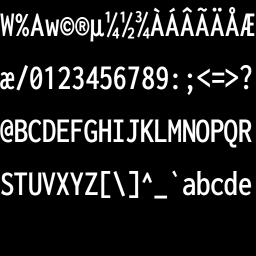 W%Aw©®µ¼½¾ÀÁÂÃÄÅÆ
æ/0123456789:;<=>?
@BCDEFGHIJKLMNOPQR
STUVXYZ[\]^_`abcde